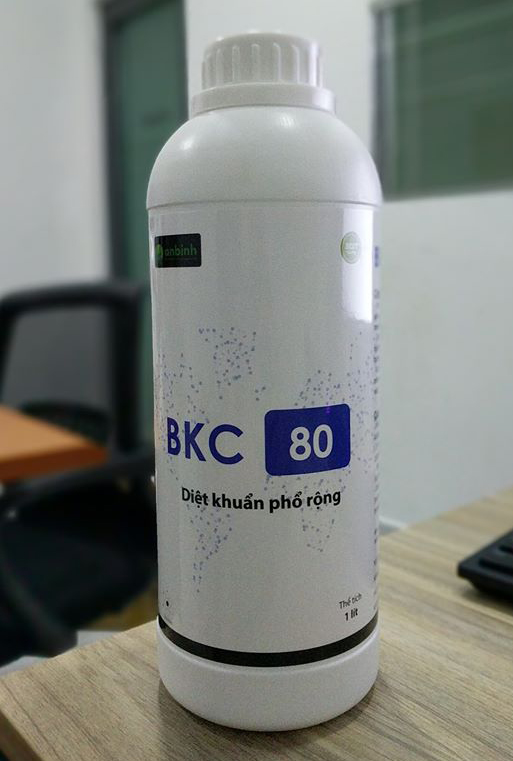 anbinh
BKC 80
Diệt khuẩn phổ rộng
Thể tích
1 lít